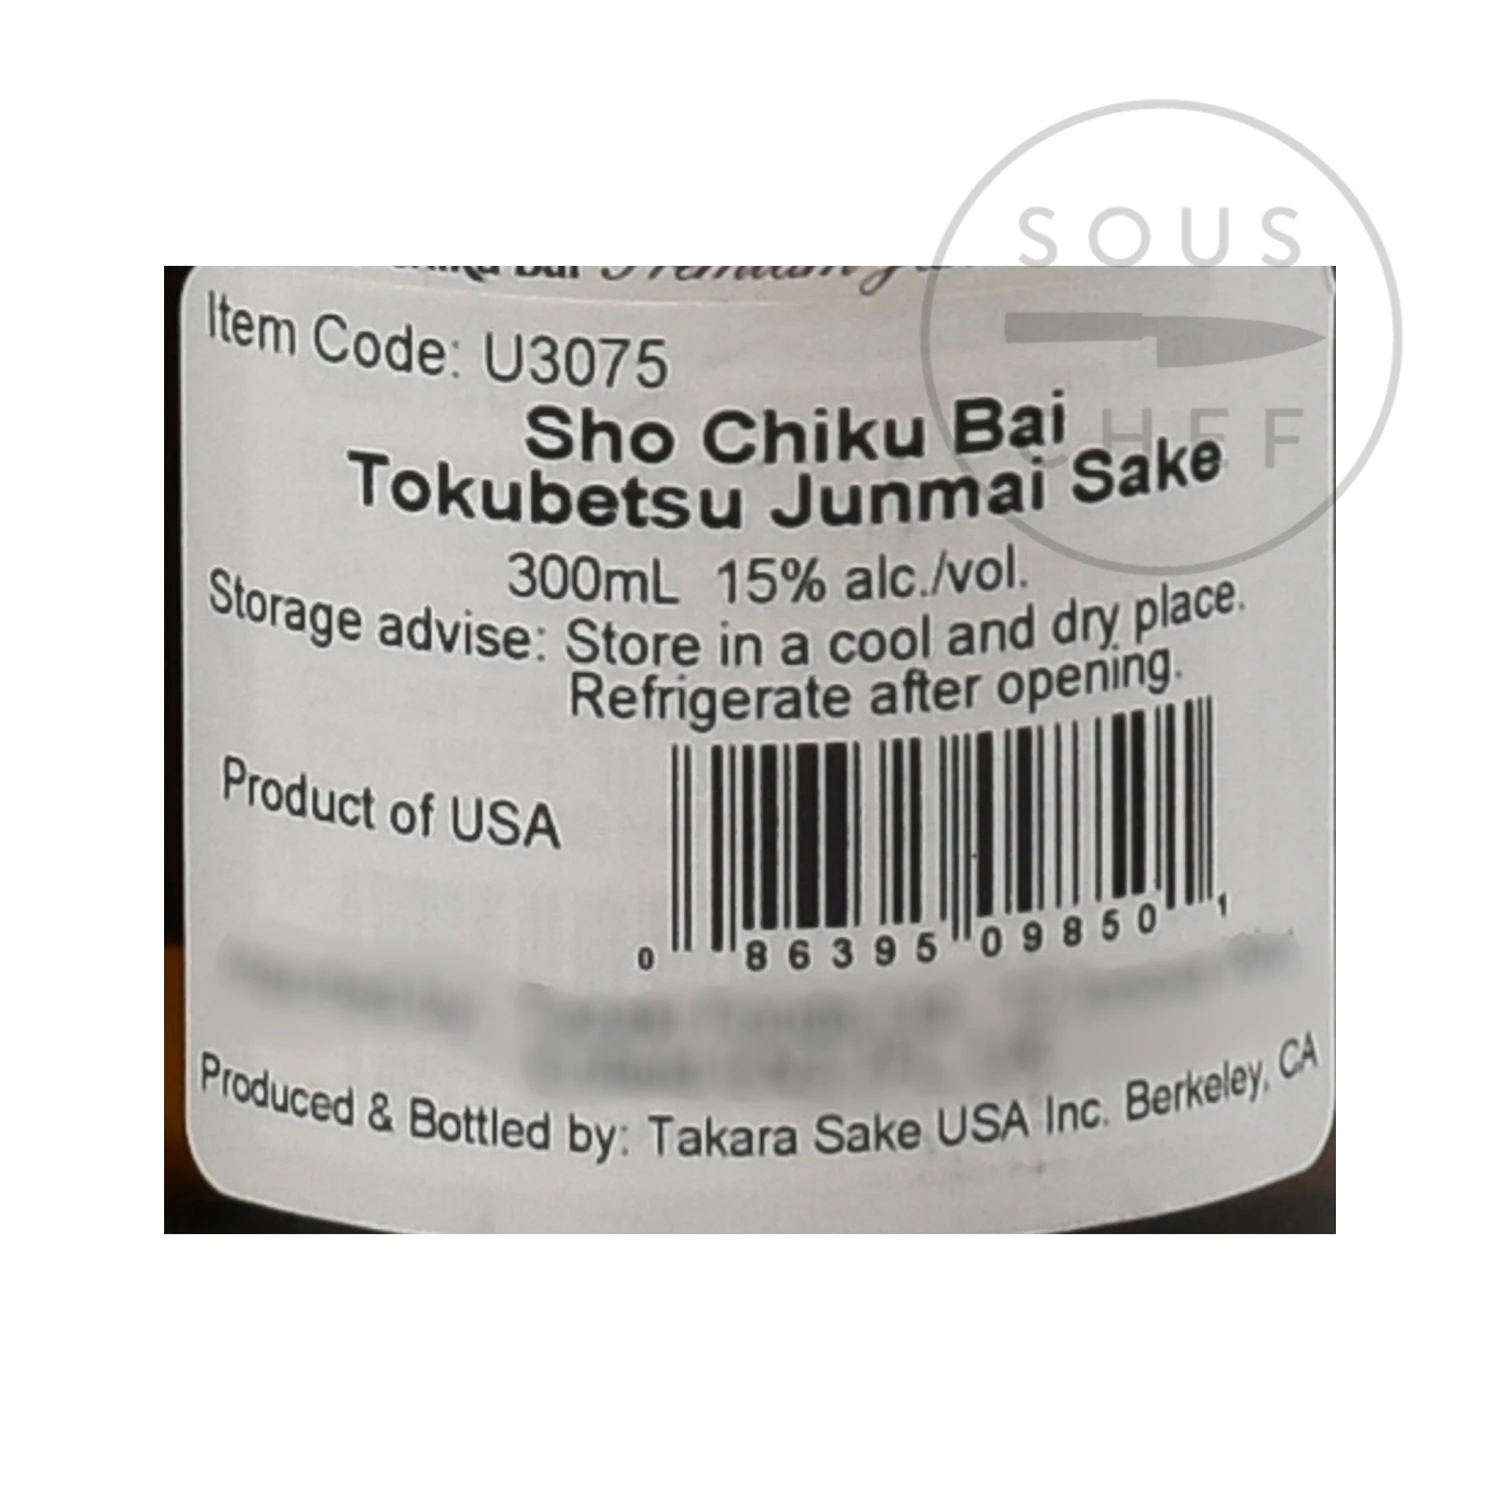 SOUS
CHEF
Item Code: U3075
Sho Chiku Bai
Tokubetsu Junmai Sake
300mL 15% alc./vol.
Storage advise: Store in a cool and dry place.
Refrigerate after opening.
Product of USA
0 86395 09850 1
Produced & Bottled by: Takara Sake USA Inc. Berkeley, CA